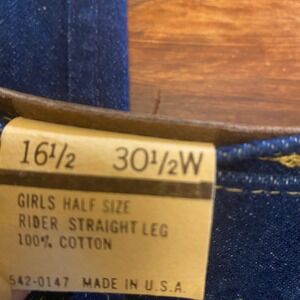 16½ 30½W
GIRLS HALF SIZE
RIDER STRAIGHT LEG
100% COTTON
542-0147 MADE IN U.S.A.